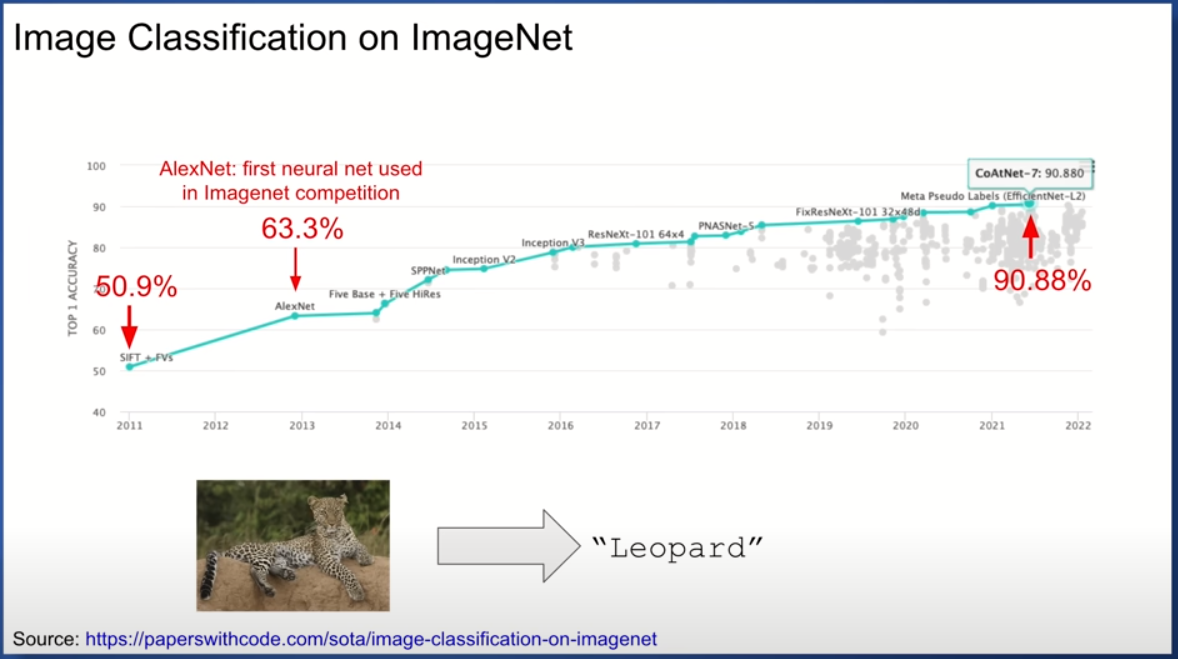 Image Classification on ImageNet
AlexNet: first neural net used
in Imagenet competition
63.3%
50.9%
90.88%
CoAtNet-7: 90.880
Meta Pseudo Labels (EfficientNet-L2)
FixResNeXt-101 32x48d
PNASNet-5
ResNeXt-101 64x4
Inception V3
Inception V2
SPPNet
Five Base + Five HiRes
AlexNet
SIFT + FVs
TOP 1 ACCURACY
100
90
80
70
60
50
40
2011 2012 2013 2014 2015 2016 2017 2018 2019 2020 2021 2022
“Leopard”
Source: https://paperswithcode.com/sota/image-classification-on-imagenet